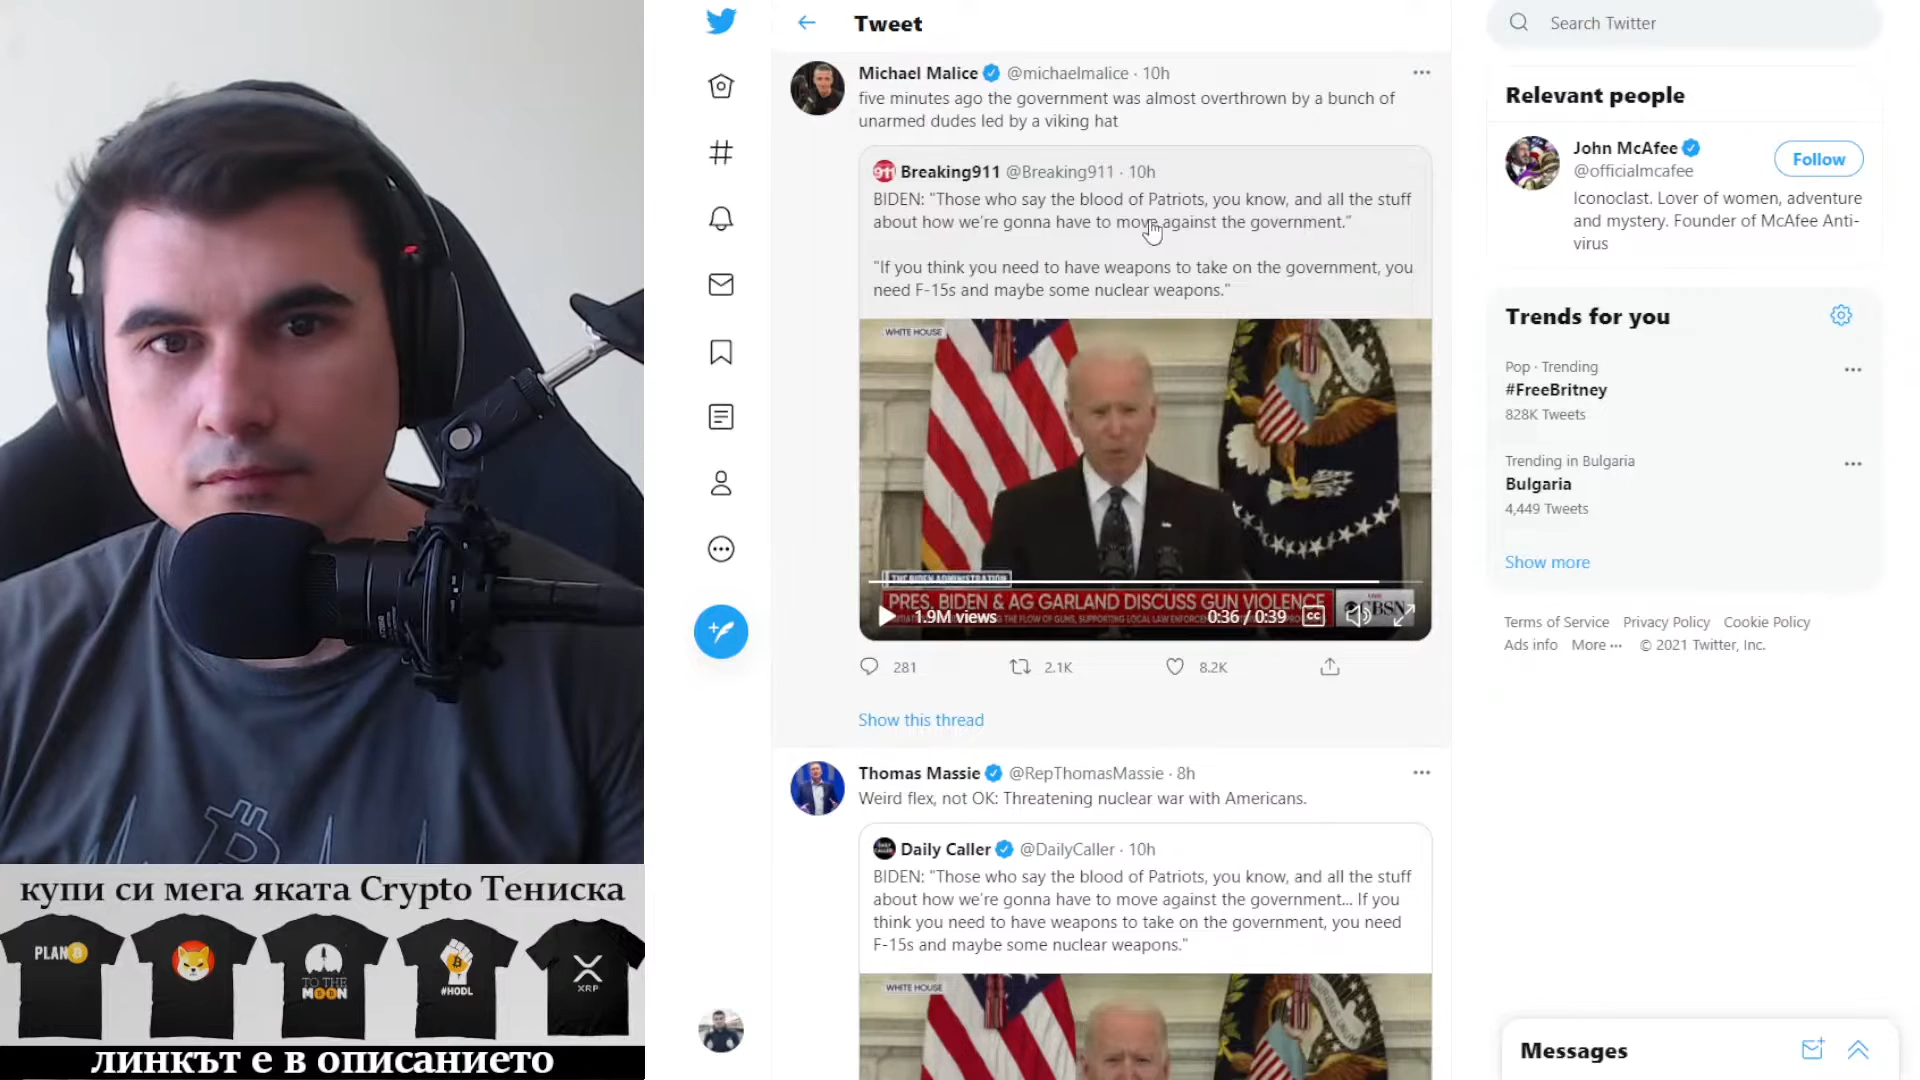 Tweet
Search Twitter
Michael Malice @michaelmalice · 10h
five minutes ago the government was almost overthrown by a bunch of
unarmed dudes led by a viking hat
Breaking911 @Breaking911 · 10h
BIDEN: "Those who say the blood of Patriots, you know, and all the stuff
about how we're gonna have to move against the government."
"If you think you need to have weapons to take on the government, you
need F-15s and maybe some nuclear weapons."
WHITE HOUSE
THE BIDEN ADMINISTRATION
PRES. BIDEN & AG GARLAND DISCUSS GUN VIOLENCE
THE FLOW OF GUNS, SUPPORTING LOCAL LAW
CBSN
1.9M views
0:36 / 0:39
CC
281
2.1K
8.2K
Show this thread
Thomas Massie @RepThomasMassie · 8h
Weird flex, not OK: Threatening nuclear war with Americans.
Daily Caller @DailyCaller · 10h
BIDEN: "Those who say the blood of Patriots, you know, and all the stuff
about how we're gonna have to move against the government... If you
think you need to have weapons to take on the government, you need
F-15s and maybe some nuclear weapons."
WHITE HOUSE
Relevant people
John McAfee
@officialmcafee
Follow
Iconoclast. Lover of women, adventure
and mystery. Founder of McAfee Anti-
virus
Trends for you
Pop · Trending
#FreeBritney
828K Tweets
Trending in Bulgaria
Bulgaria
4,449 Tweets
Show more
Terms of Service Privacy Policy Cookie Policy
Ads info More ··· © 2021 Twitter, Inc.
Messages
купи си мега яката Crypto Тениска
PLAN B
TO THE
MOON
#HODL
XRP
линкът е в описанието